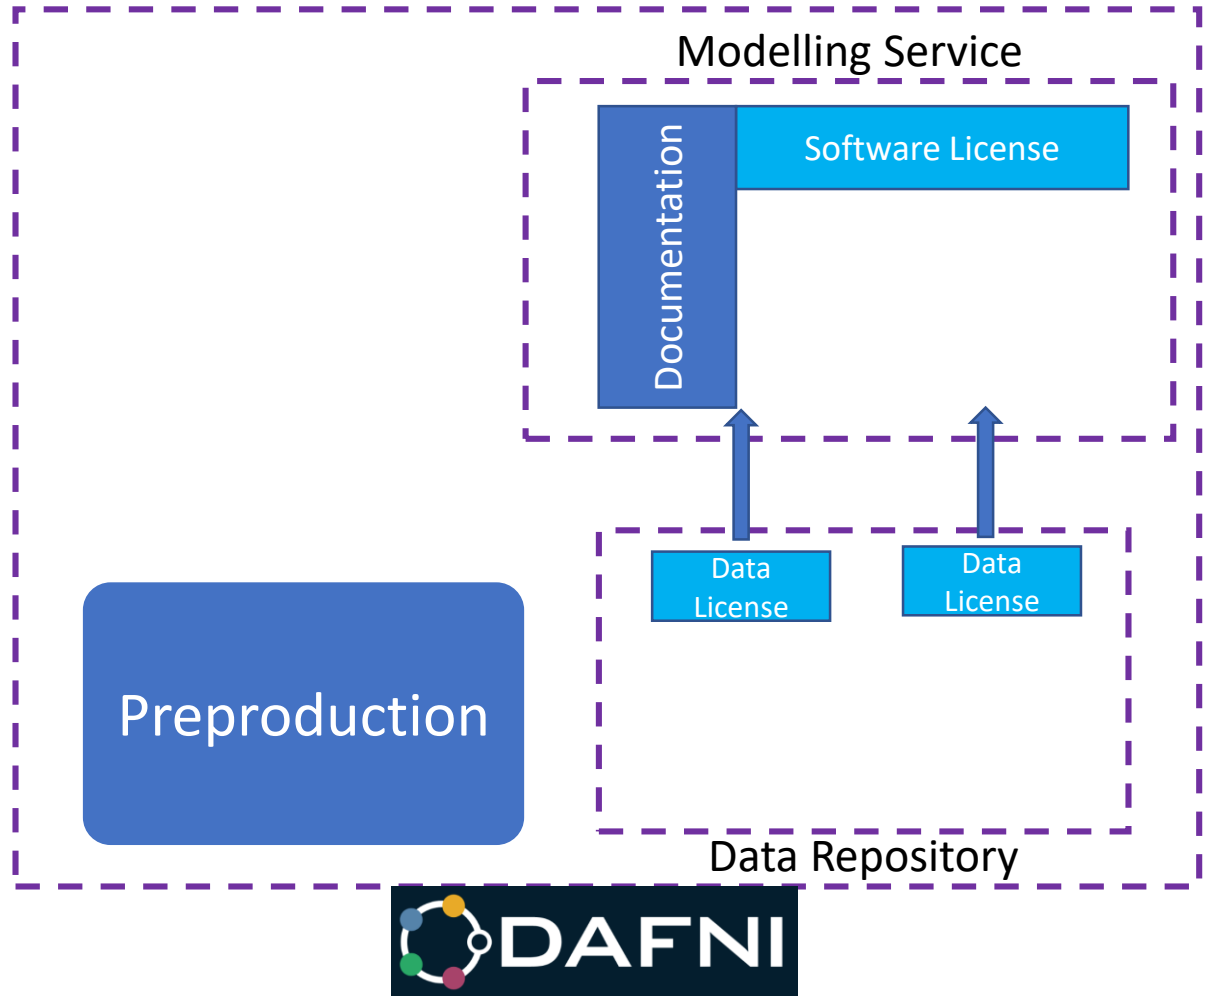 Modelling Service
Software License
Documentation
Data
License
Data
License
Preproduction
Data Repository
DAFNI